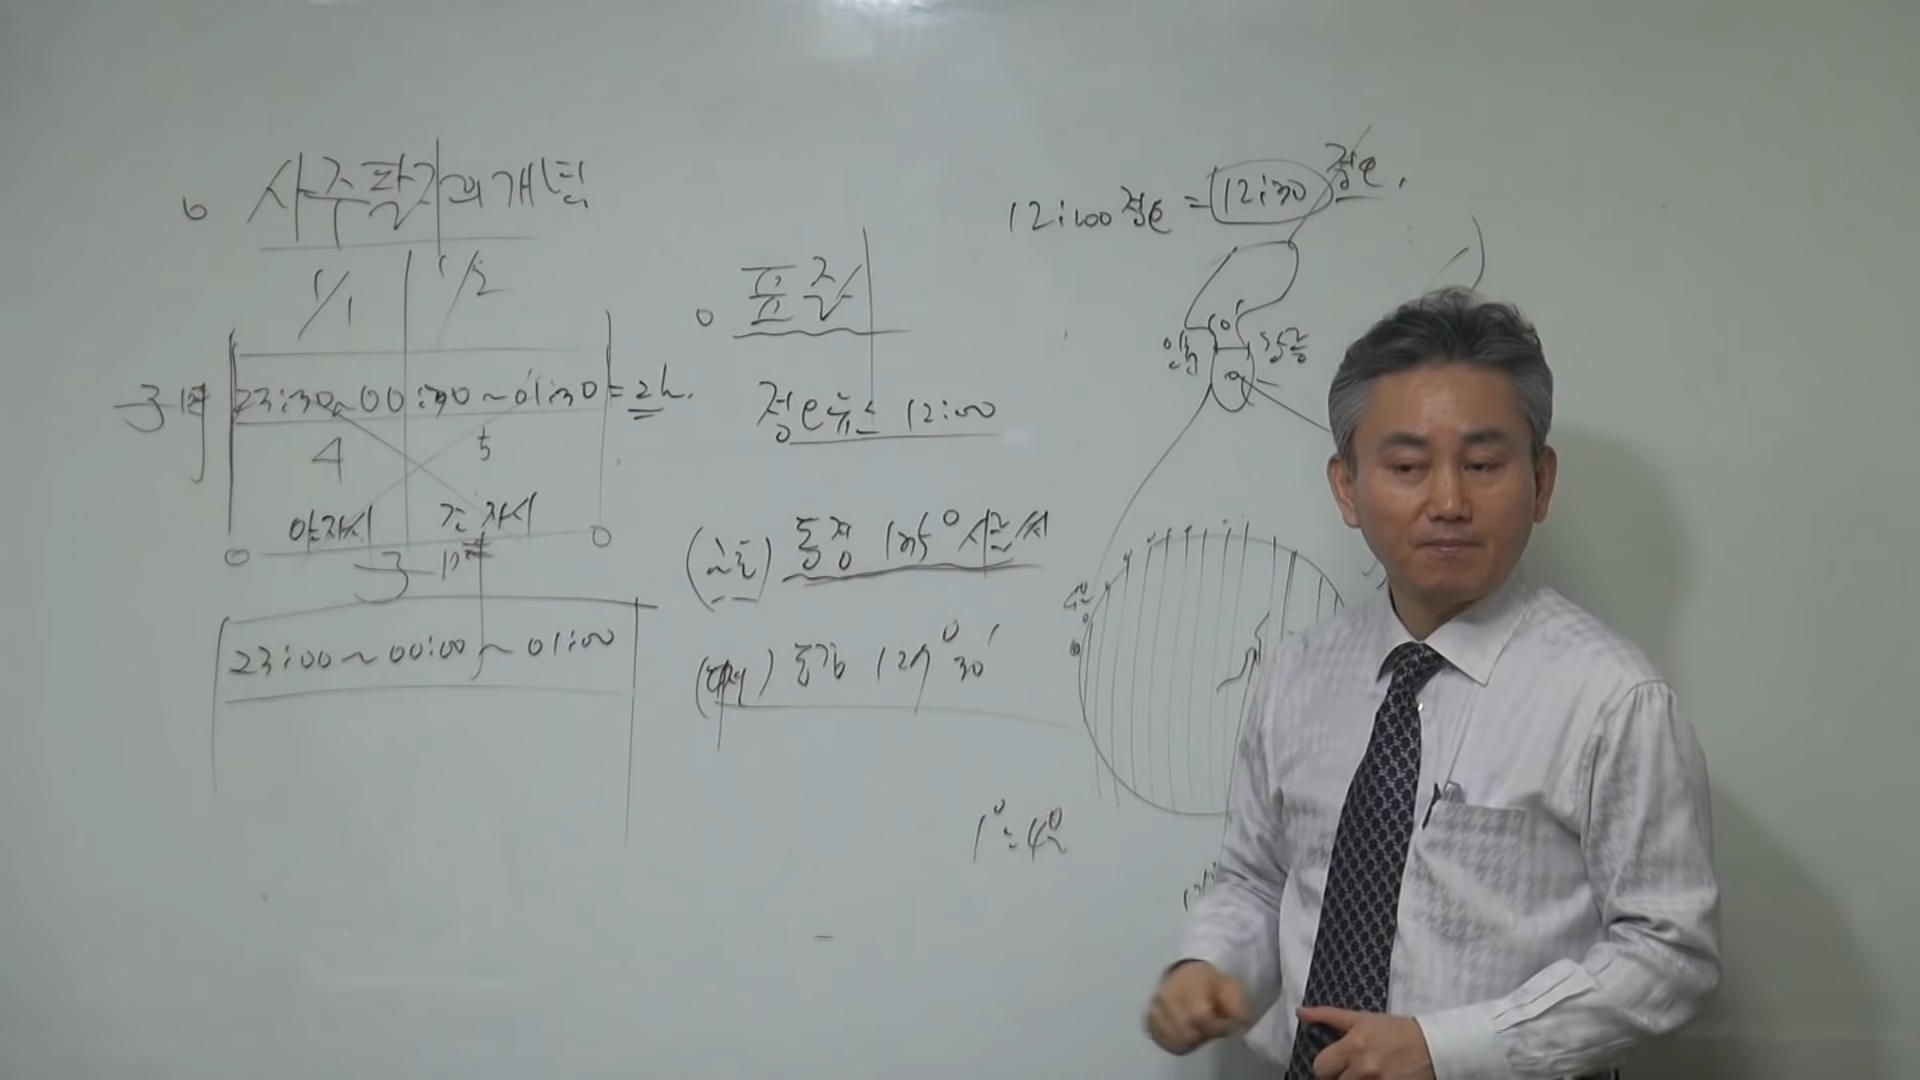 사주팔자의개념
1/1 1/2
子時 23:30~00:30~01:30=2h.
4 5
야자시 조자시
子
23:00~00:00~01:00
표준
정오뉴스 12:00
동경 135°
동경 127° 30′
12:00 정오 = 12:30 정오.
1° = 4분